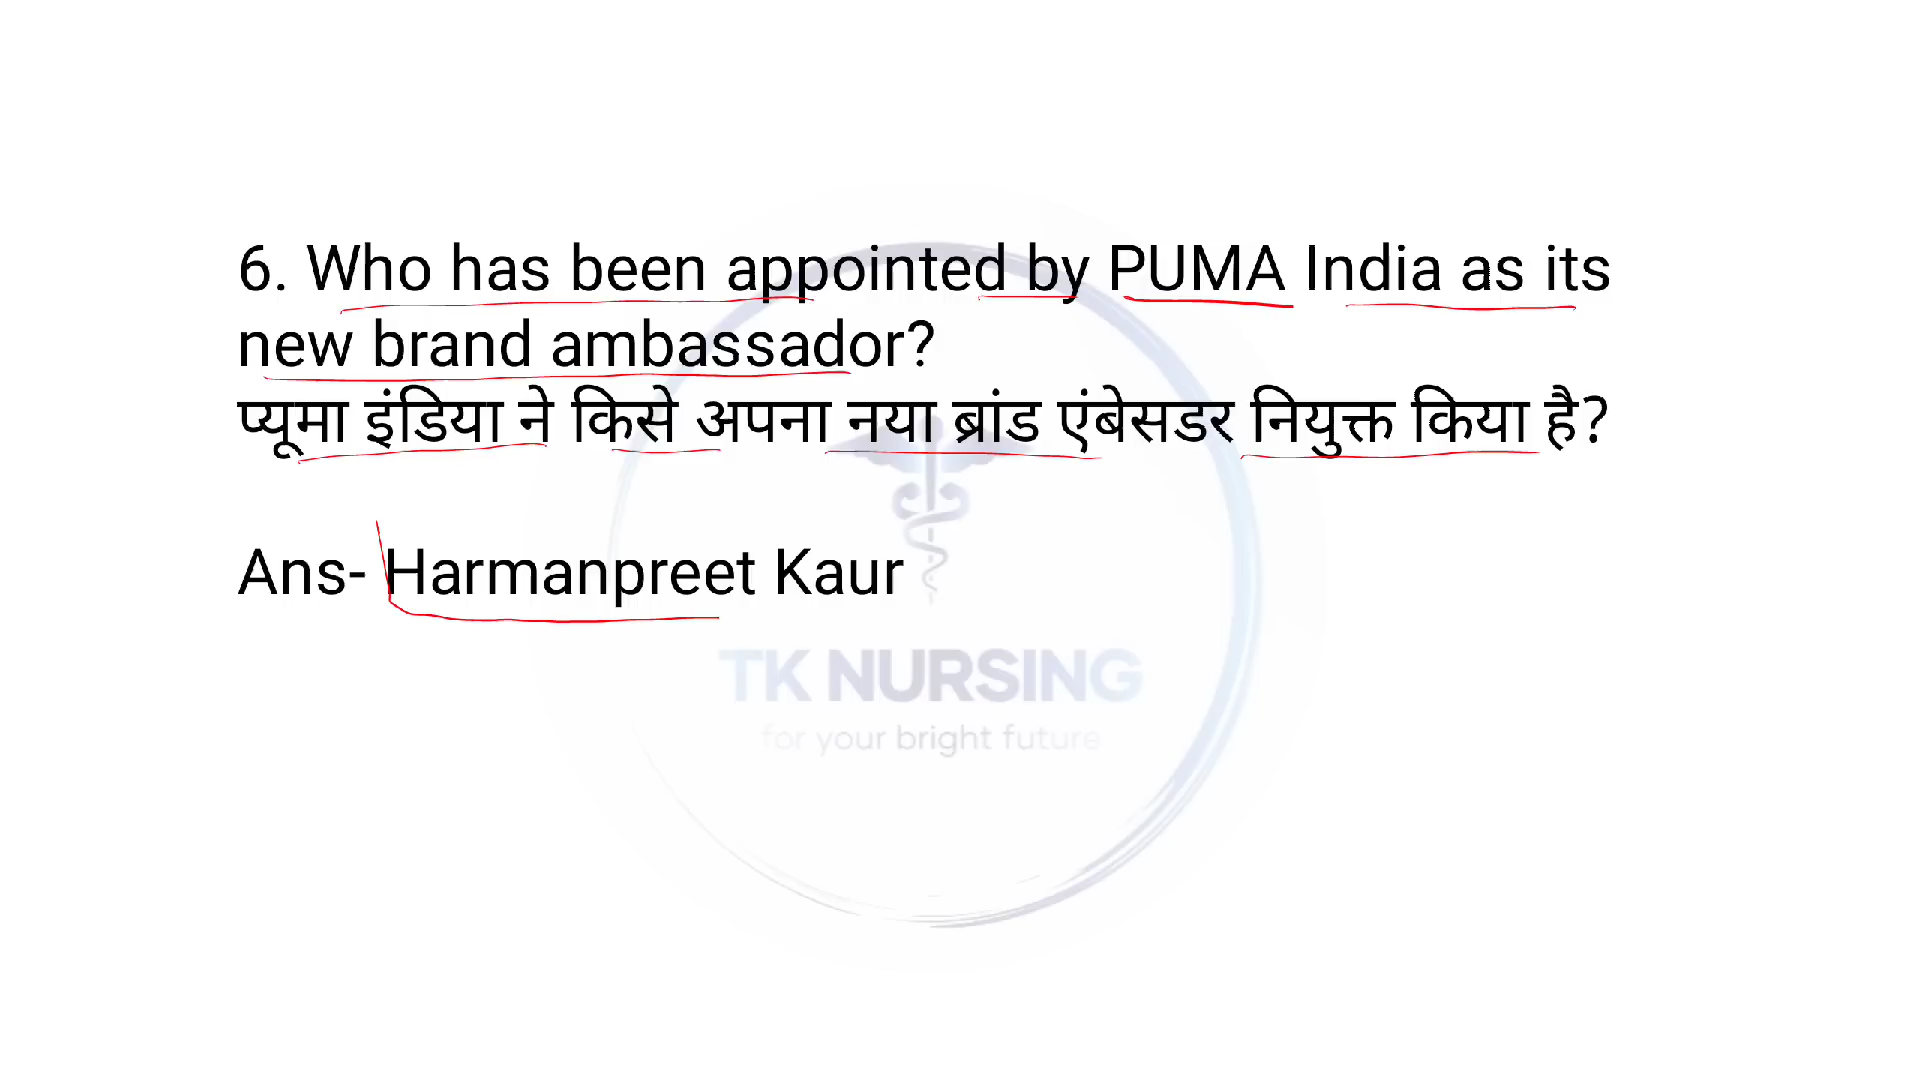 6. Who has been appointed by PUMA India as its
new brand ambassador?
प्यूमा इंडिया ने किसे अपना नया ब्रांड एंबेसडर नियुक्त किया है?
Ans- Harmanpreet Kaur
TK NURSING
for your bright future